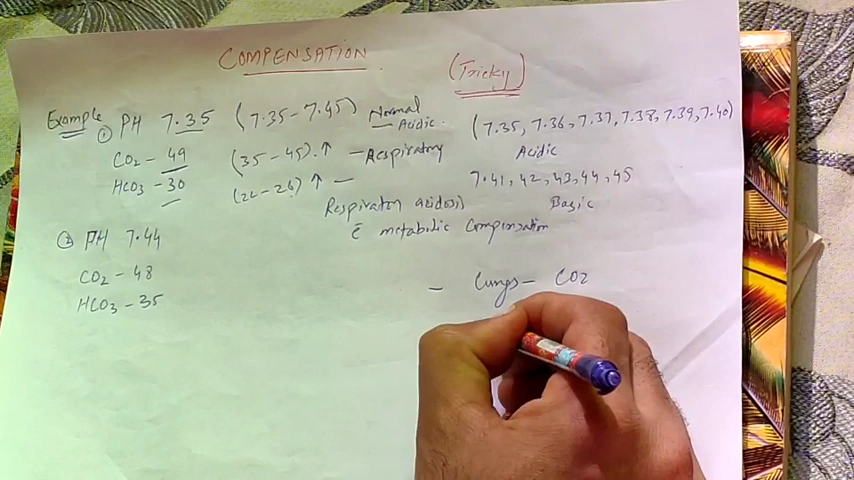 COMPENSATION
(Tricky)
Example ① PH 7.35 (7.35 - 7.45) Normal
Acidic. (7.35, 7.36, 7.37, 7.38, 7.39, 7.40)
CO2 - 49 (35 - 45). ↑ - Respiratory Acidic
HCO3 - 30 (22 - 26) ↑ - 7.41, 42, 43, 44, 45
Respiraton acidosis Basic
c̄ metabolic Compensation
② PH 7.44
CO2 - 48 - Lungs - CO2
HCO3 - 35